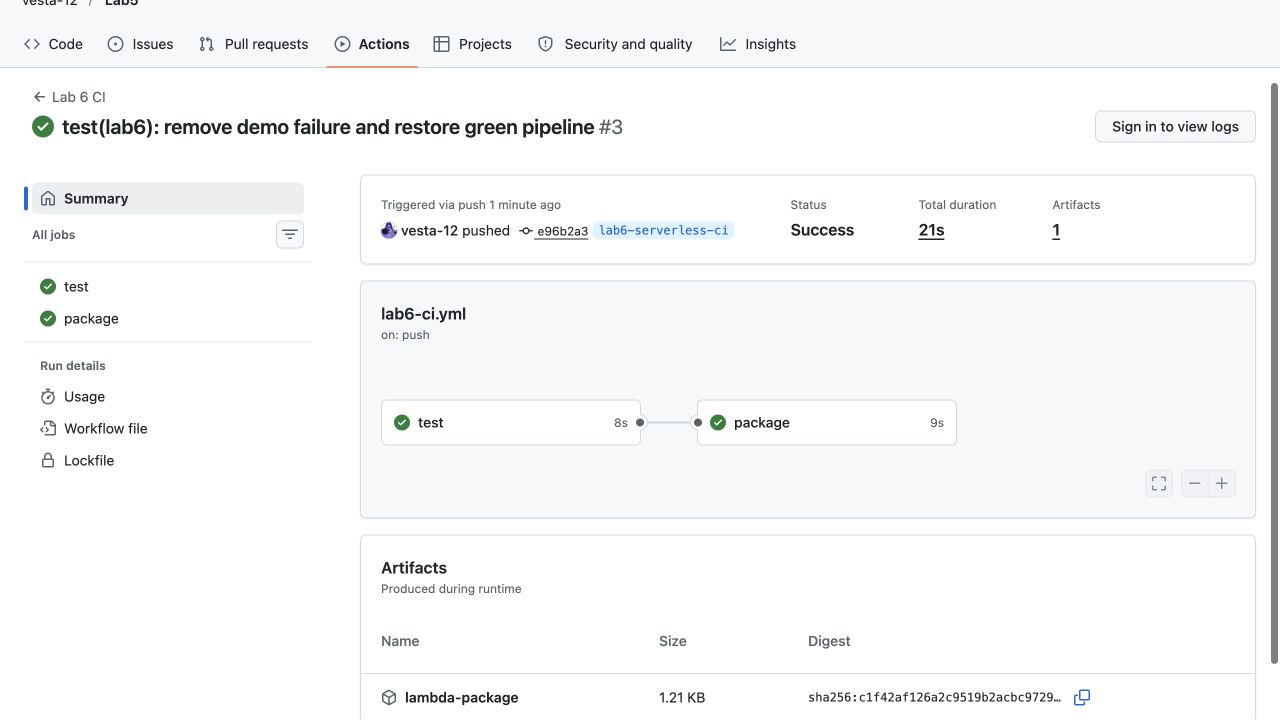 vesta-12 / Lab5
Code Issues Pull requests Actions Projects Security and quality Insights
Lab 6 CI
test(lab6): remove demo failure and restore green pipeline #3
Sign in to view logs
Summary
All jobs
test
package
Run details
Usage
Workflow file
Lockfile
Triggered via push 1 minute ago
vesta-12 pushed e96b2a3 lab6-serverless-ci
Status
Success
Total duration
21s
Artifacts
1
lab6-ci.yml
on: push
test 8s
package 9s
Artifacts
Produced during runtime
Name Size Digest
lambda-package 1.21 KB sha256:c1f42af126a2c9519b2acbc9729…